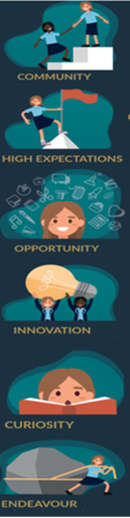 COMMUNITY
HIGH EXPECTATIONS
OPPORTUNITY
INNOVATION
CURIOSITY
ENDEAVOUR